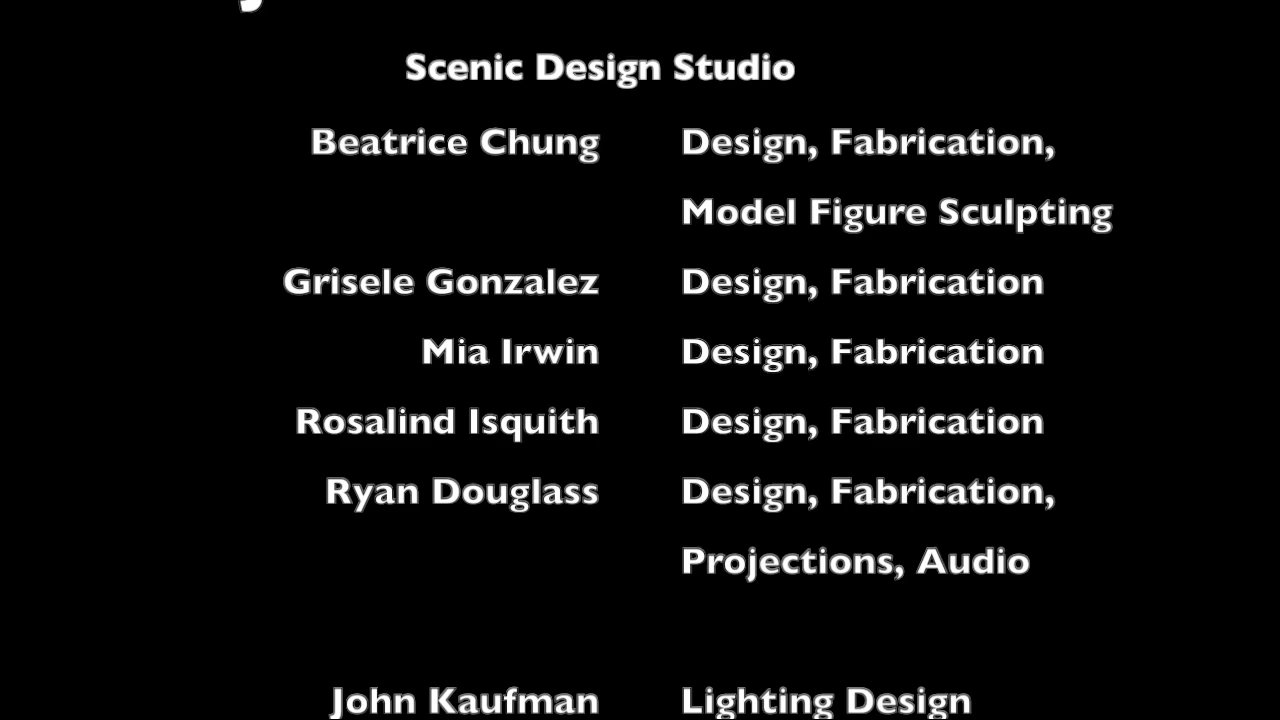 Scenic Design Studio
Beatrice Chung Design, Fabrication,
Model Figure Sculpting
Grisele Gonzalez Design, Fabrication
Mia Irwin Design, Fabrication
Rosalind Isquith Design, Fabrication
Ryan Douglass Design, Fabrication,
Projections, Audio
John Kaufman Lighting Design